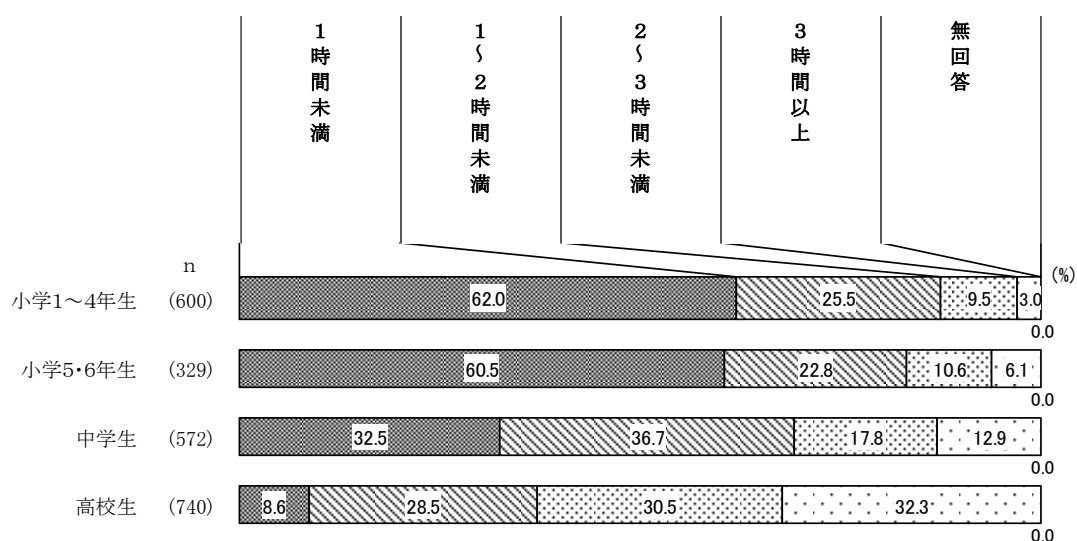 1時間未満
1～2時間未満
2～3時間未満
3時間以上
無回答
n
(%)
小学1～4年生 (600) 62.0 25.5 9.5 3.0
0.0
小学5・6年生 (329) 60.5 22.8 10.6 6.1
0.0
中学生 (572) 32.5 36.7 17.8 12.9
0.0
高校生 (740) 8.6 28.5 30.5 32.3
0.0